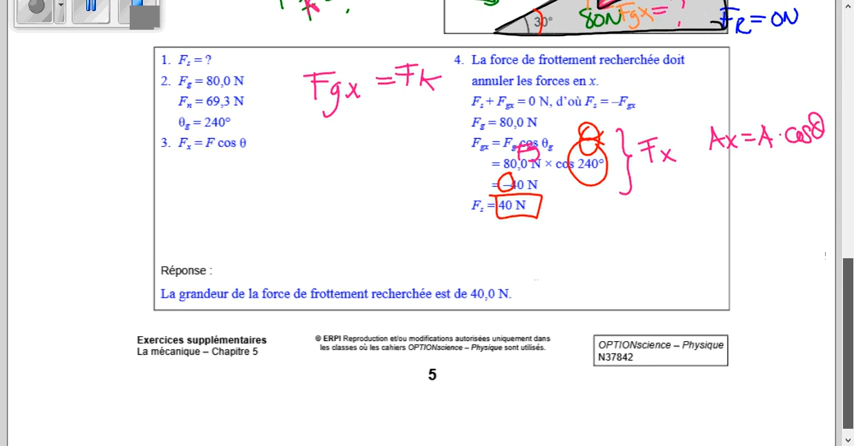 30°
80N Fgx = ?
FR = 0N
1. Fs = ?
2. Fg = 80,0 N
Fn = 69,3 N
θg = 240°
3. Fx = F cos θ
Fgx = Fk
4. La force de frottement recherchée doit
annuler les forces en x.
Fs + Fgx = 0 N, d'où Fs = –Fgx
Fg = 80,0 N
Fgx = Fg cos θg
= 80,0 N × cos 240°
= –40 N
Fs = 40 N
Fx
Ax = A · cosθ
Réponse :
La grandeur de la force de frottement recherchée est de 40,0 N.
Exercices supplémentaires
La mécanique – Chapitre 5
© ERPI Reproduction et/ou modifications autorisées uniquement dans
les classes où les cahiers OPTIONscience – Physique sont utilisés.
OPTIONscience – Physique
N37842
5